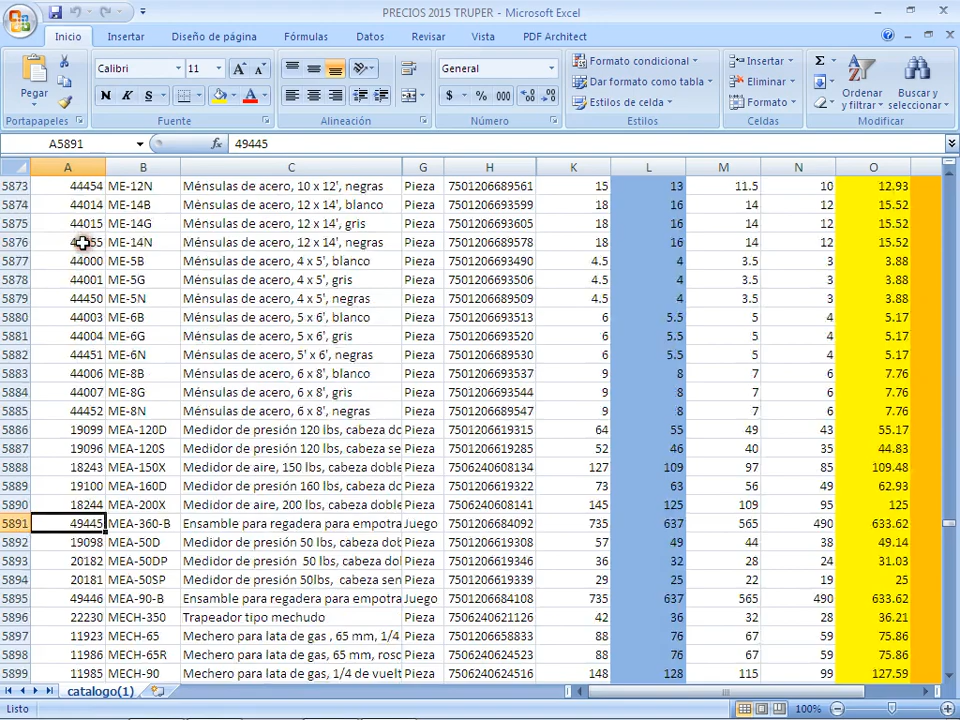 PRECIOS 2015 TRUPER - Microsoft Excel
Inicio Insertar Diseño de página Fórmulas Datos Revisar Vista PDF Architect
Pegar
Calibri 11
General
N K S
$ % 000
Formato condicional
Dar formato como tabla
Estilos de celda
Insertar
Eliminar
Formato
Σ
Ordenar y filtrar
Buscar y seleccionar
Portapapeles Fuente Alineación Número Estilos Celdas Modificar
A5891 fx 49445
A B C G H K L M N O
5873 44454 ME-12N Ménsulas de acero, 10 x 12', negras Pieza 7501206689561 15 13 11.5 10 12.93
5874 44014 ME-14B Ménsulas de acero, 12 x 14', blanco Pieza 7501206693599 18 16 14 12 15.52
5875 44015 ME-14G Ménsulas de acero, 12 x 14', gris Pieza 7501206693605 18 16 14 12 15.52
5876 ME-14N Ménsulas de acero, 12 x 14', negras Pieza 7501206689578 18 16 14 12 15.52
5877 44000 ME-5B Ménsulas de acero, 4 x 5', blanco Pieza 7501206693490 4.5 4 3.5 3 3.88
5878 44001 ME-5G Ménsulas de acero, 4 x 5', gris Pieza 7501206693506 4.5 4 3.5 3 3.88
5879 44450 ME-5N Ménsulas de acero, 4 x 5', negras Pieza 7501206689509 4.5 4 3.5 3 3.88
5880 44003 ME-6B Ménsulas de acero, 5 x 6', blanco Pieza 7501206693513 6 5.5 5 4 5.17
5881 44004 ME-6G Ménsulas de acero, 5 x 6', gris Pieza 7501206693520 6 5.5 5 4 5.17
5882 44451 ME-6N Ménsulas de acero, 5' x 6', negras Pieza 7501206689530 6 5.5 5 4 5.17
5883 44006 ME-8B Ménsulas de acero, 6 x 8', blanco Pieza 7501206693537 9 8 7 6 7.76
5884 44007 ME-8G Ménsulas de acero, 6 x 8', gris Pieza 7501206693544 9 8 7 6 7.76
5885 44452 ME-8N Ménsulas de acero, 6 x 8', negras Pieza 7501206689547 9 8 7 6 7.76
5886 19099 MEA-120D Medidor de presión 120 lbs, cabeza do Pieza 7501206619315 64 55 49 43 55.17
5887 19096 MEA-120S Medidor de presión 120 lbs, cabeza se Pieza 7501206619285 52 46 40 35 44.83
5888 18243 MEA-150X Medidor de aire, 150 lbs, cabeza doble Pieza 7506240608134 127 109 97 85 109.48
5889 19100 MEA-160D Medidor de presión 160 lbs, cabeza do Pieza 7501206619322 73 63 56 49 62.93
5890 18244 MEA-200X Medidor de aire, 200 lbs, cabeza doble Pieza 7506240608141 145 125 109 95 125
5891 49445 MEA-360-B Ensamble para regadera para empotra Juego 7501206684092 735 637 565 490 633.62
5892 19098 MEA-50D Medidor de presión 50 lbs, cabeza do Pieza 7501206619308 57 49 44 38 49.14
5893 20182 MEA-50DP Medidor de presión 50 lbs, cabeza do Pieza 7501206619346 36 32 28 24 31.03
5894 20181 MEA-50SP Medidor de presión 50lbs, cabeza sen Pieza 7501206619339 29 25 22 19 25
5895 49446 MEA-90-B Ensamble para regadera para empotra Juego 7501206684108 735 637 565 490 633.62
5896 22230 MECH-350 Trapeador tipo mechudo Pieza 7501206646311 42 36 32 28 36.21
5897 11923 MECH-65 Mechero para lata de gas , 65 mm, 1/4 Pieza 7501206658833 88 76 67 59 75.86
5898 11986 MECH-65R Mechero para lata de gas, 65 mm, rosc Pieza 7506240624523 88 76 67 59 75.86
5899 11985 MECH-90 Mechero para lata de gas, 1/4 de vuelt Pieza 7506240624516 148 128 115 99 127.59
catalogo(1)
Listo 100%